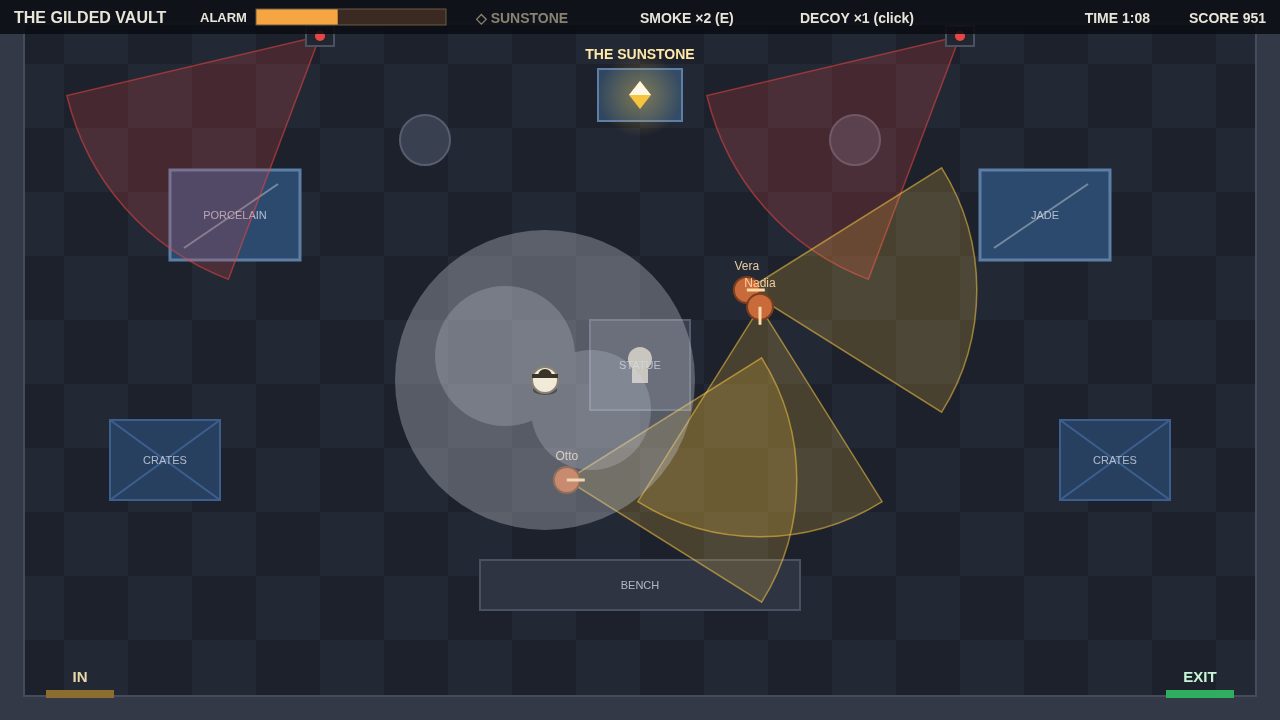 THE GILDED VAULT
ALARM
◇ SUNSTONE
SMOKE ×2 (E)
DECOY ×1 (click)
TIME 1:08
SCORE 951
THE SUNSTONE
PORCELAIN
JADE
Vera
Nadia
STATUE
Otto
CRATES
CRATES
BENCH
IN
EXIT